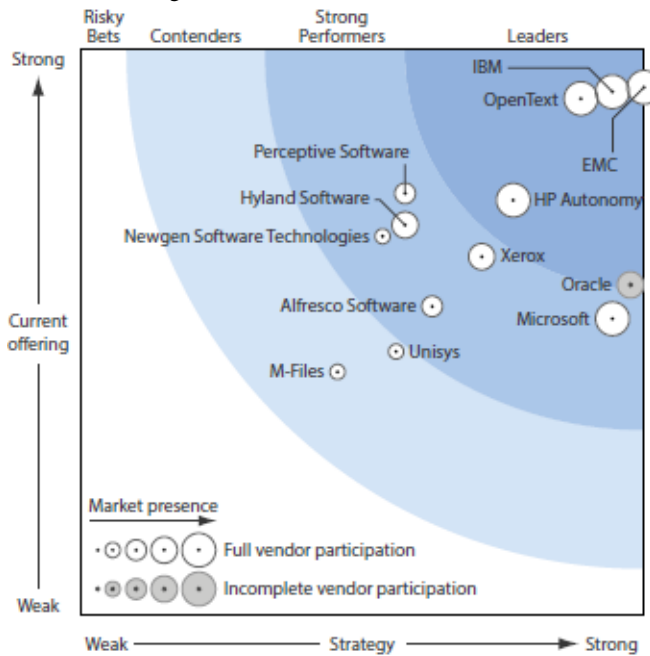 Risky
Bets
Contenders
Strong
Performers
Leaders
Strong
Current
offering
Weak
IBM
OpenText
EMC
Perceptive Software
Hyland Software
HP Autonomy
Newgen Software Technologies
Xerox
Oracle
Alfresco Software
Microsoft
Unisys
M-Files
Market presence
Full vendor participation
Incomplete vendor participation
Weak
Strategy
Strong